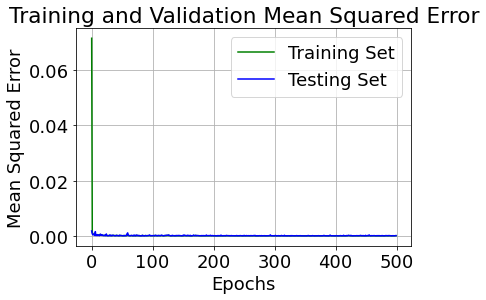 Training and Validation Mean Squared Error
Training Set
Testing Set
Mean Squared Error
0.06
0.04
0.02
0.00
0 100 200 300 400 500
Epochs